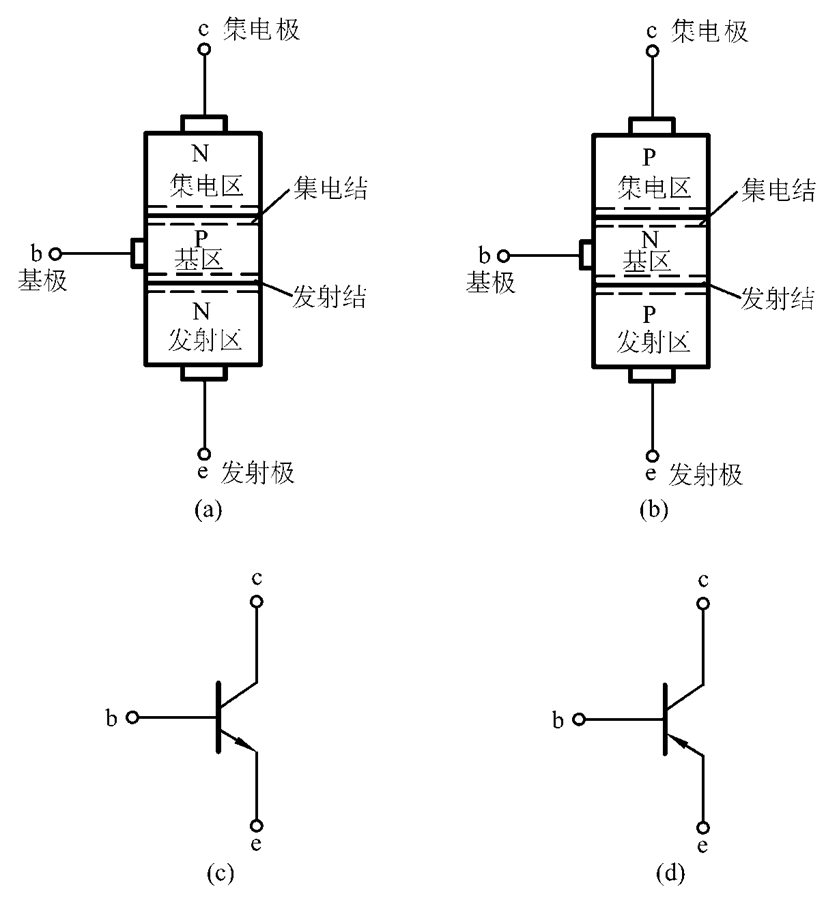 c 集电极
N
集电区
集电结
P
基区
b
基极
发射结
N
发射区
e 发射极
(a)
c 集电极
P
集电区
集电结
N
基区
b
基极
发射结
P
发射区
e 发射极
(b)
c
b
e
(c)
c
b
e
(d)